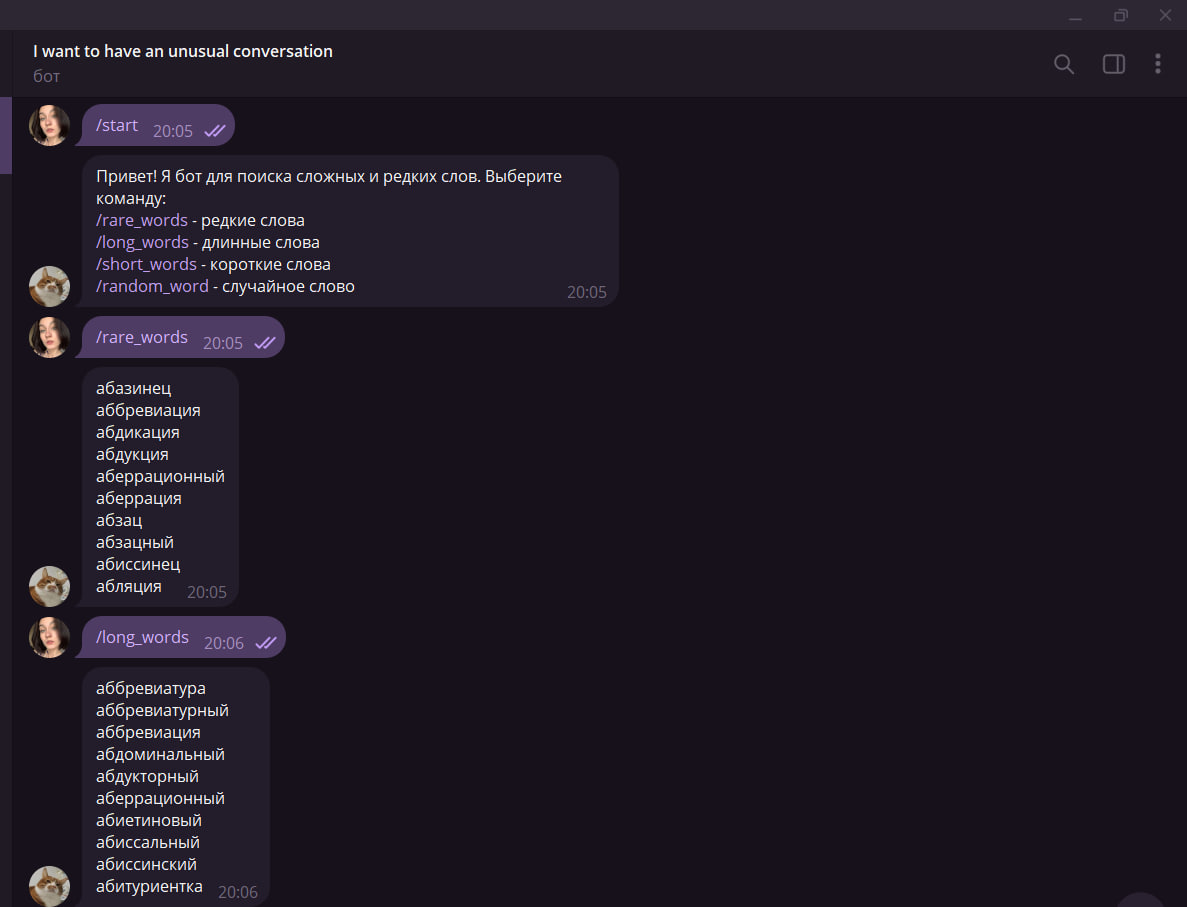 I want to have an unusual conversation
бот
/start 20:05
Привет! Я бот для поиска сложных и редких слов. Выберите
команду:
/rare_words - редкие слова
/long_words - длинные слова
/short_words - короткие слова
/random_word - случайное слово
20:05
/rare_words 20:05
абазинец
аббревиация
абдикация
абдукция
аберрационный
аберрация
абзац
абзацный
абиссинец
абляция
20:05
/long_words 20:06
аббревиатура
аббревиатурный
аббревиация
абдоминальный
абдукторный
аберрационный
абиетиновый
абиссальный
абиссинский
абитуриентка
20:06